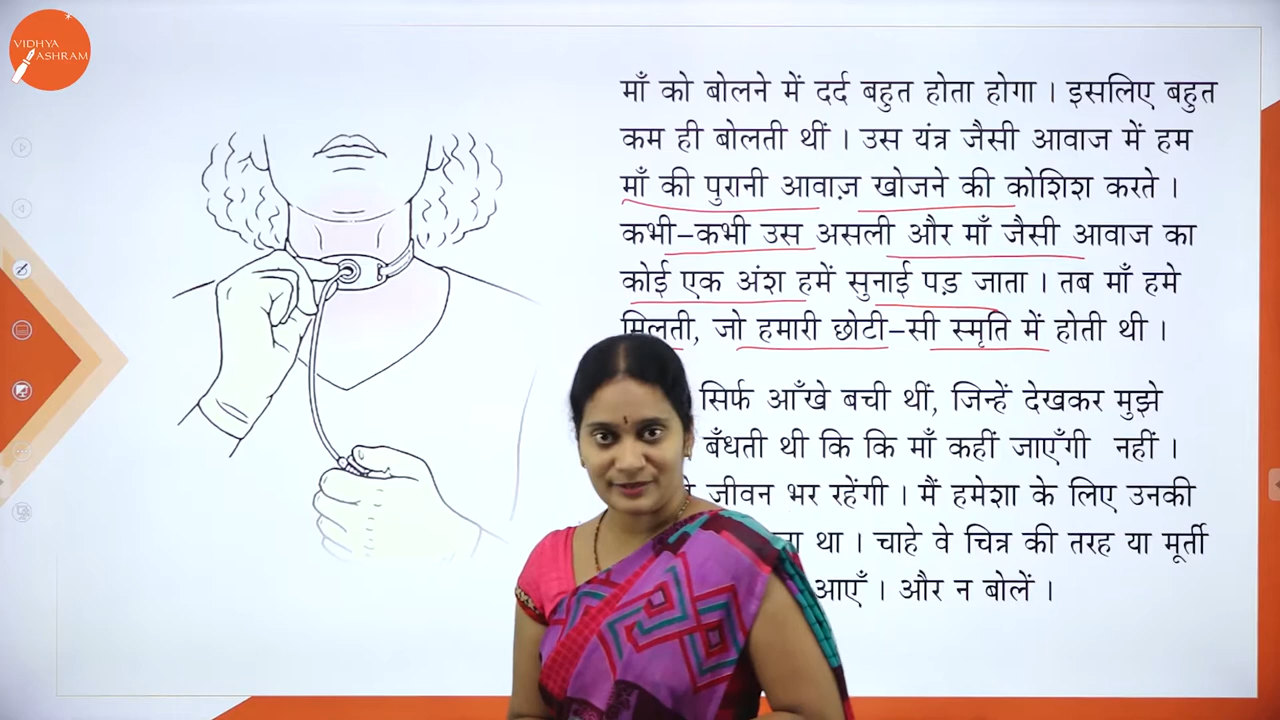 VIDHYA
ASHRAM
माँ को बोलने में दर्द बहुत होता होगा । इसलिए बहुत
कम ही बोलती थीं । उस यंत्र जैसी आवाज में हम
माँ की पुरानी आवाज़ खोजने की कोशिश करते ।
कभी–कभी उस असली और माँ जैसी आवाज का
कोई एक अंश हमें सुनाई पड़ जाता । तब माँ हमे
मिलती, जो हमारी छोटी–सी स्मृति में होती थी ।
सिर्फ आँखे बची थीं, जिन्हें देखकर मुझे
बँधती थी कि कि माँ कहीं जाएँगी नहीं ।
जीवन भर रहेंगी । मैं हमेशा के लिए उनकी
था । चाहे वे चित्र की तरह या मूर्ती
आएँ । और न बोलें ।